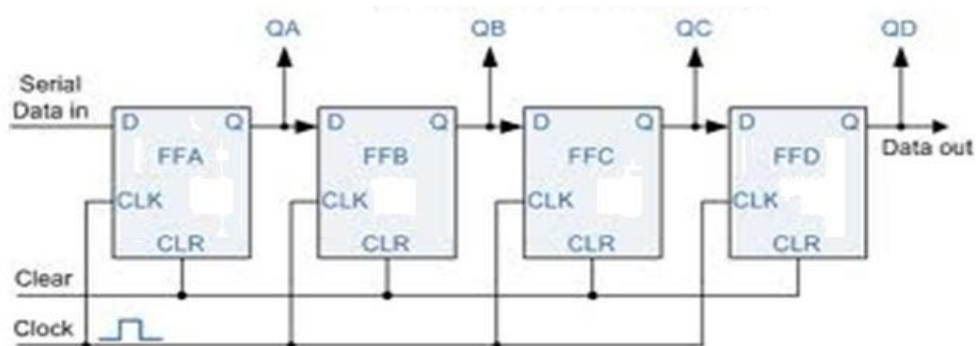 QA QB QC QD
Serial
Data in
D Q D Q D Q D Q
Data out
FFA FFB FFC FFD
CLK CLK CLK CLK
CLR CLR CLR CLR
Clear
Clock